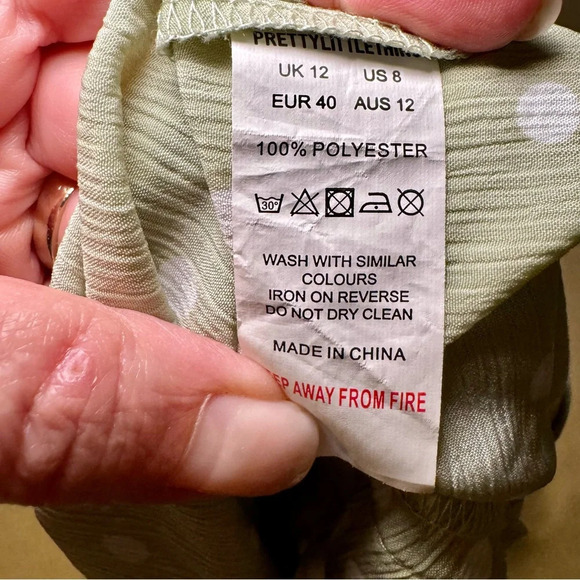 PRETTYLITTLETHING
UK 12 US 8
EUR 40 AUS 12
100% POLYESTER
30°
WASH WITH SIMILAR
COLOURS
IRON ON REVERSE
DO NOT DRY CLEAN
MADE IN CHINA
AWAY FROM FIRE